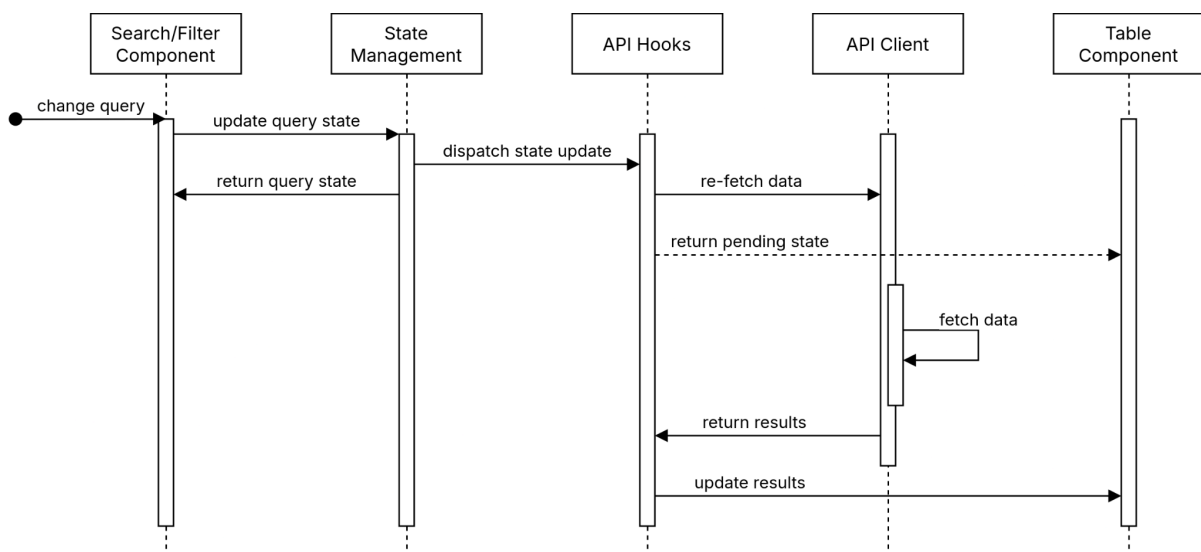 Search/Filter
Component
State
Management
API Hooks
API Client
Table
Component
change query
update query state
dispatch state update
return query state
re-fetch data
return pending state
fetch data
return results
update results